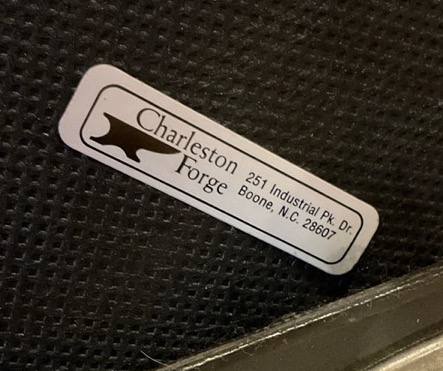 Charleston
Forge
251 Industrial Pk. Dr.
Boone, N.C. 28607